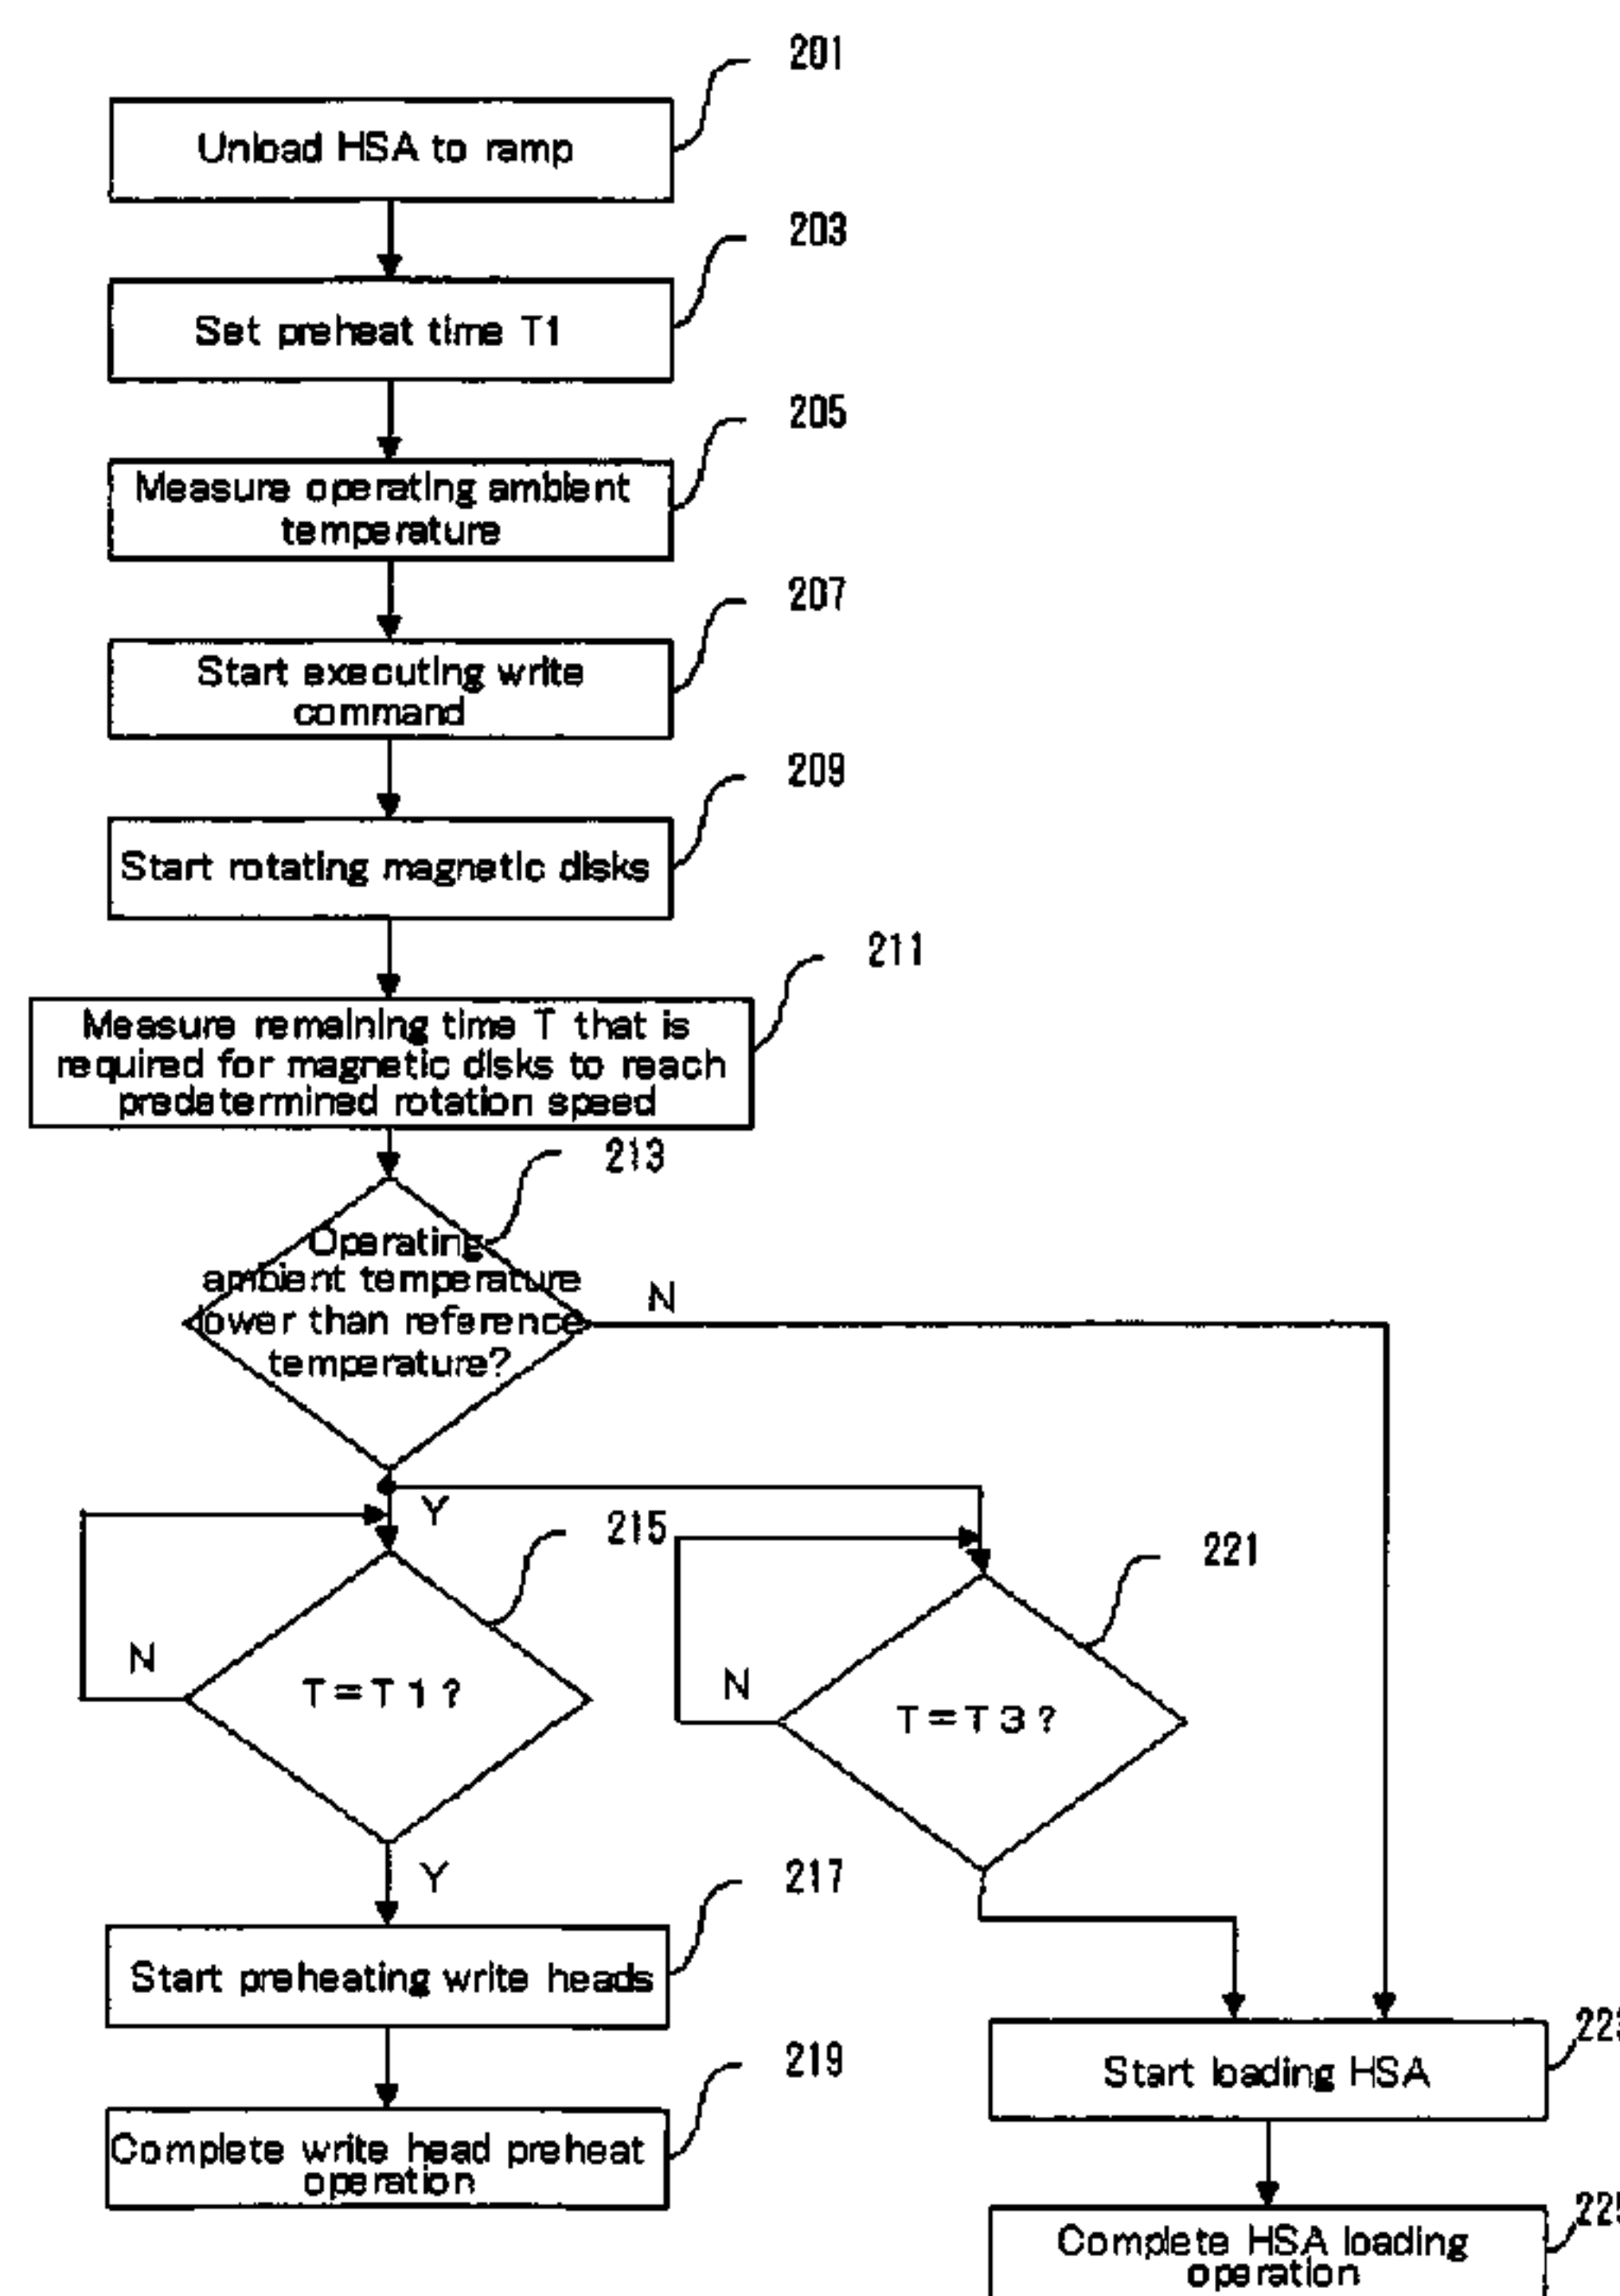 201
Unload HSA to ramp
203
Set preheat time T1
205
Measure operating ambient
temperature
207
Start executing write
command
209
Start rotating magnetic disks
211
Measure remaining time T that is
required for magnetic disks to reach
predetermined rotation speed
213
Operating
ambient temperature
lower than reference
temperature?
N
Y
215
T=T1?
N
Y
221
T=T3?
N
217
Start preheating write heads
219
Complete write head preheat
operation
Start loading HSA
Complete HSA loading
operation